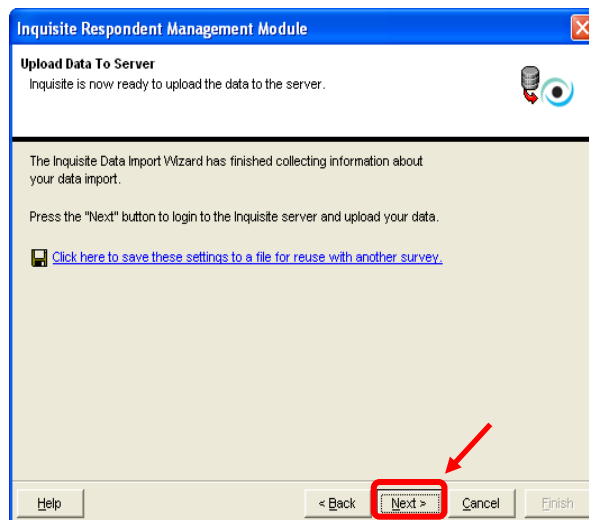 Inquisite Respondent Management Module
Upload Data To Server
Inquisite is now ready to upload the data to the server.
The Inquisite Data Import Wizard has finished collecting information about
your data import.
Press the "Next" button to login to the Inquisite server and upload your data.
Click here to save these settings to a file for reuse with another survey.
Help < Back Next > Cancel Finish